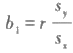 b₁ = r s_y / s_x